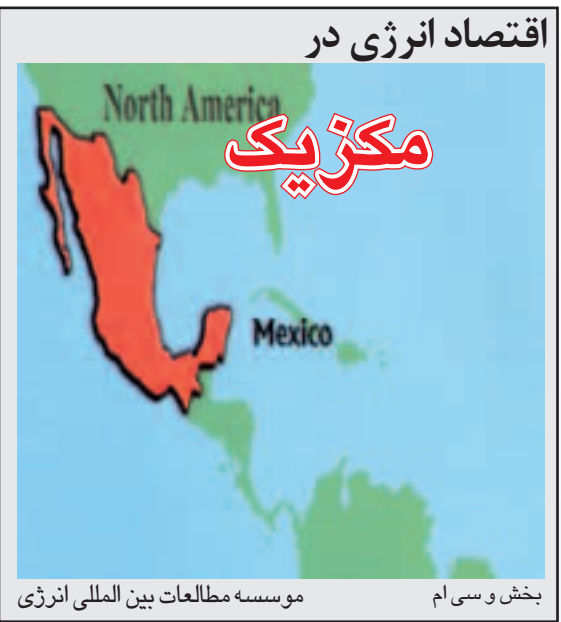 اقتصاد انرژی در
North America
مکزیک
Mexico
بخش و سی ام
موسسه مطالعات بین المللی انرژی